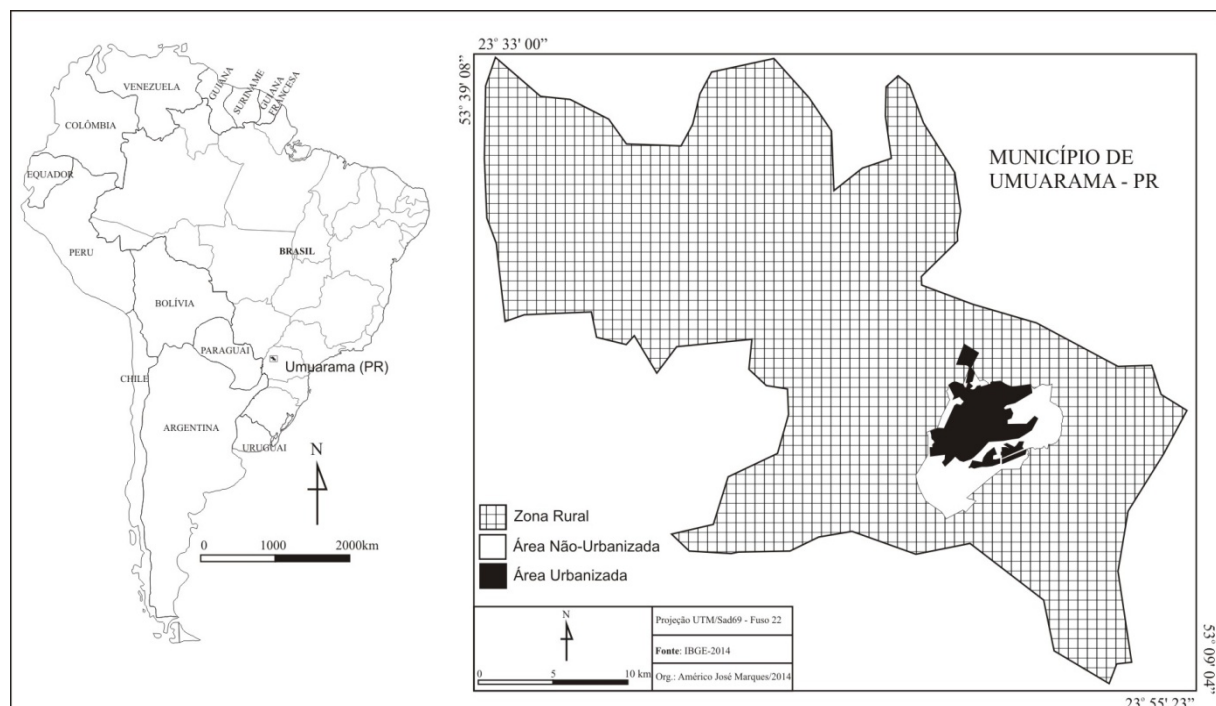 VENEZUELA
GUIANA
SURINAME
GUIANA
FRANCESA
COLÔMBIA
EQUADOR
PERU
BRASIL
BOLÍVIA
PARAGUAI
Umuarama (PR)
CHILE
ARGENTINA
URUGUAI
N
0 1000 2000km
23° 33' 00”
53° 39' 08”
MUNICÍPIO DE
UMUARAMA - PR
Zona Rural
Área Não-Urbanizada
Área Urbanizada
N
0 5 10 km
Projeção UTM/Sad69 - Fuso 22
Fonte: IBGE-2014
Org.: Américo José Marques/2014
53° 09' 04”
23° 55' 23”